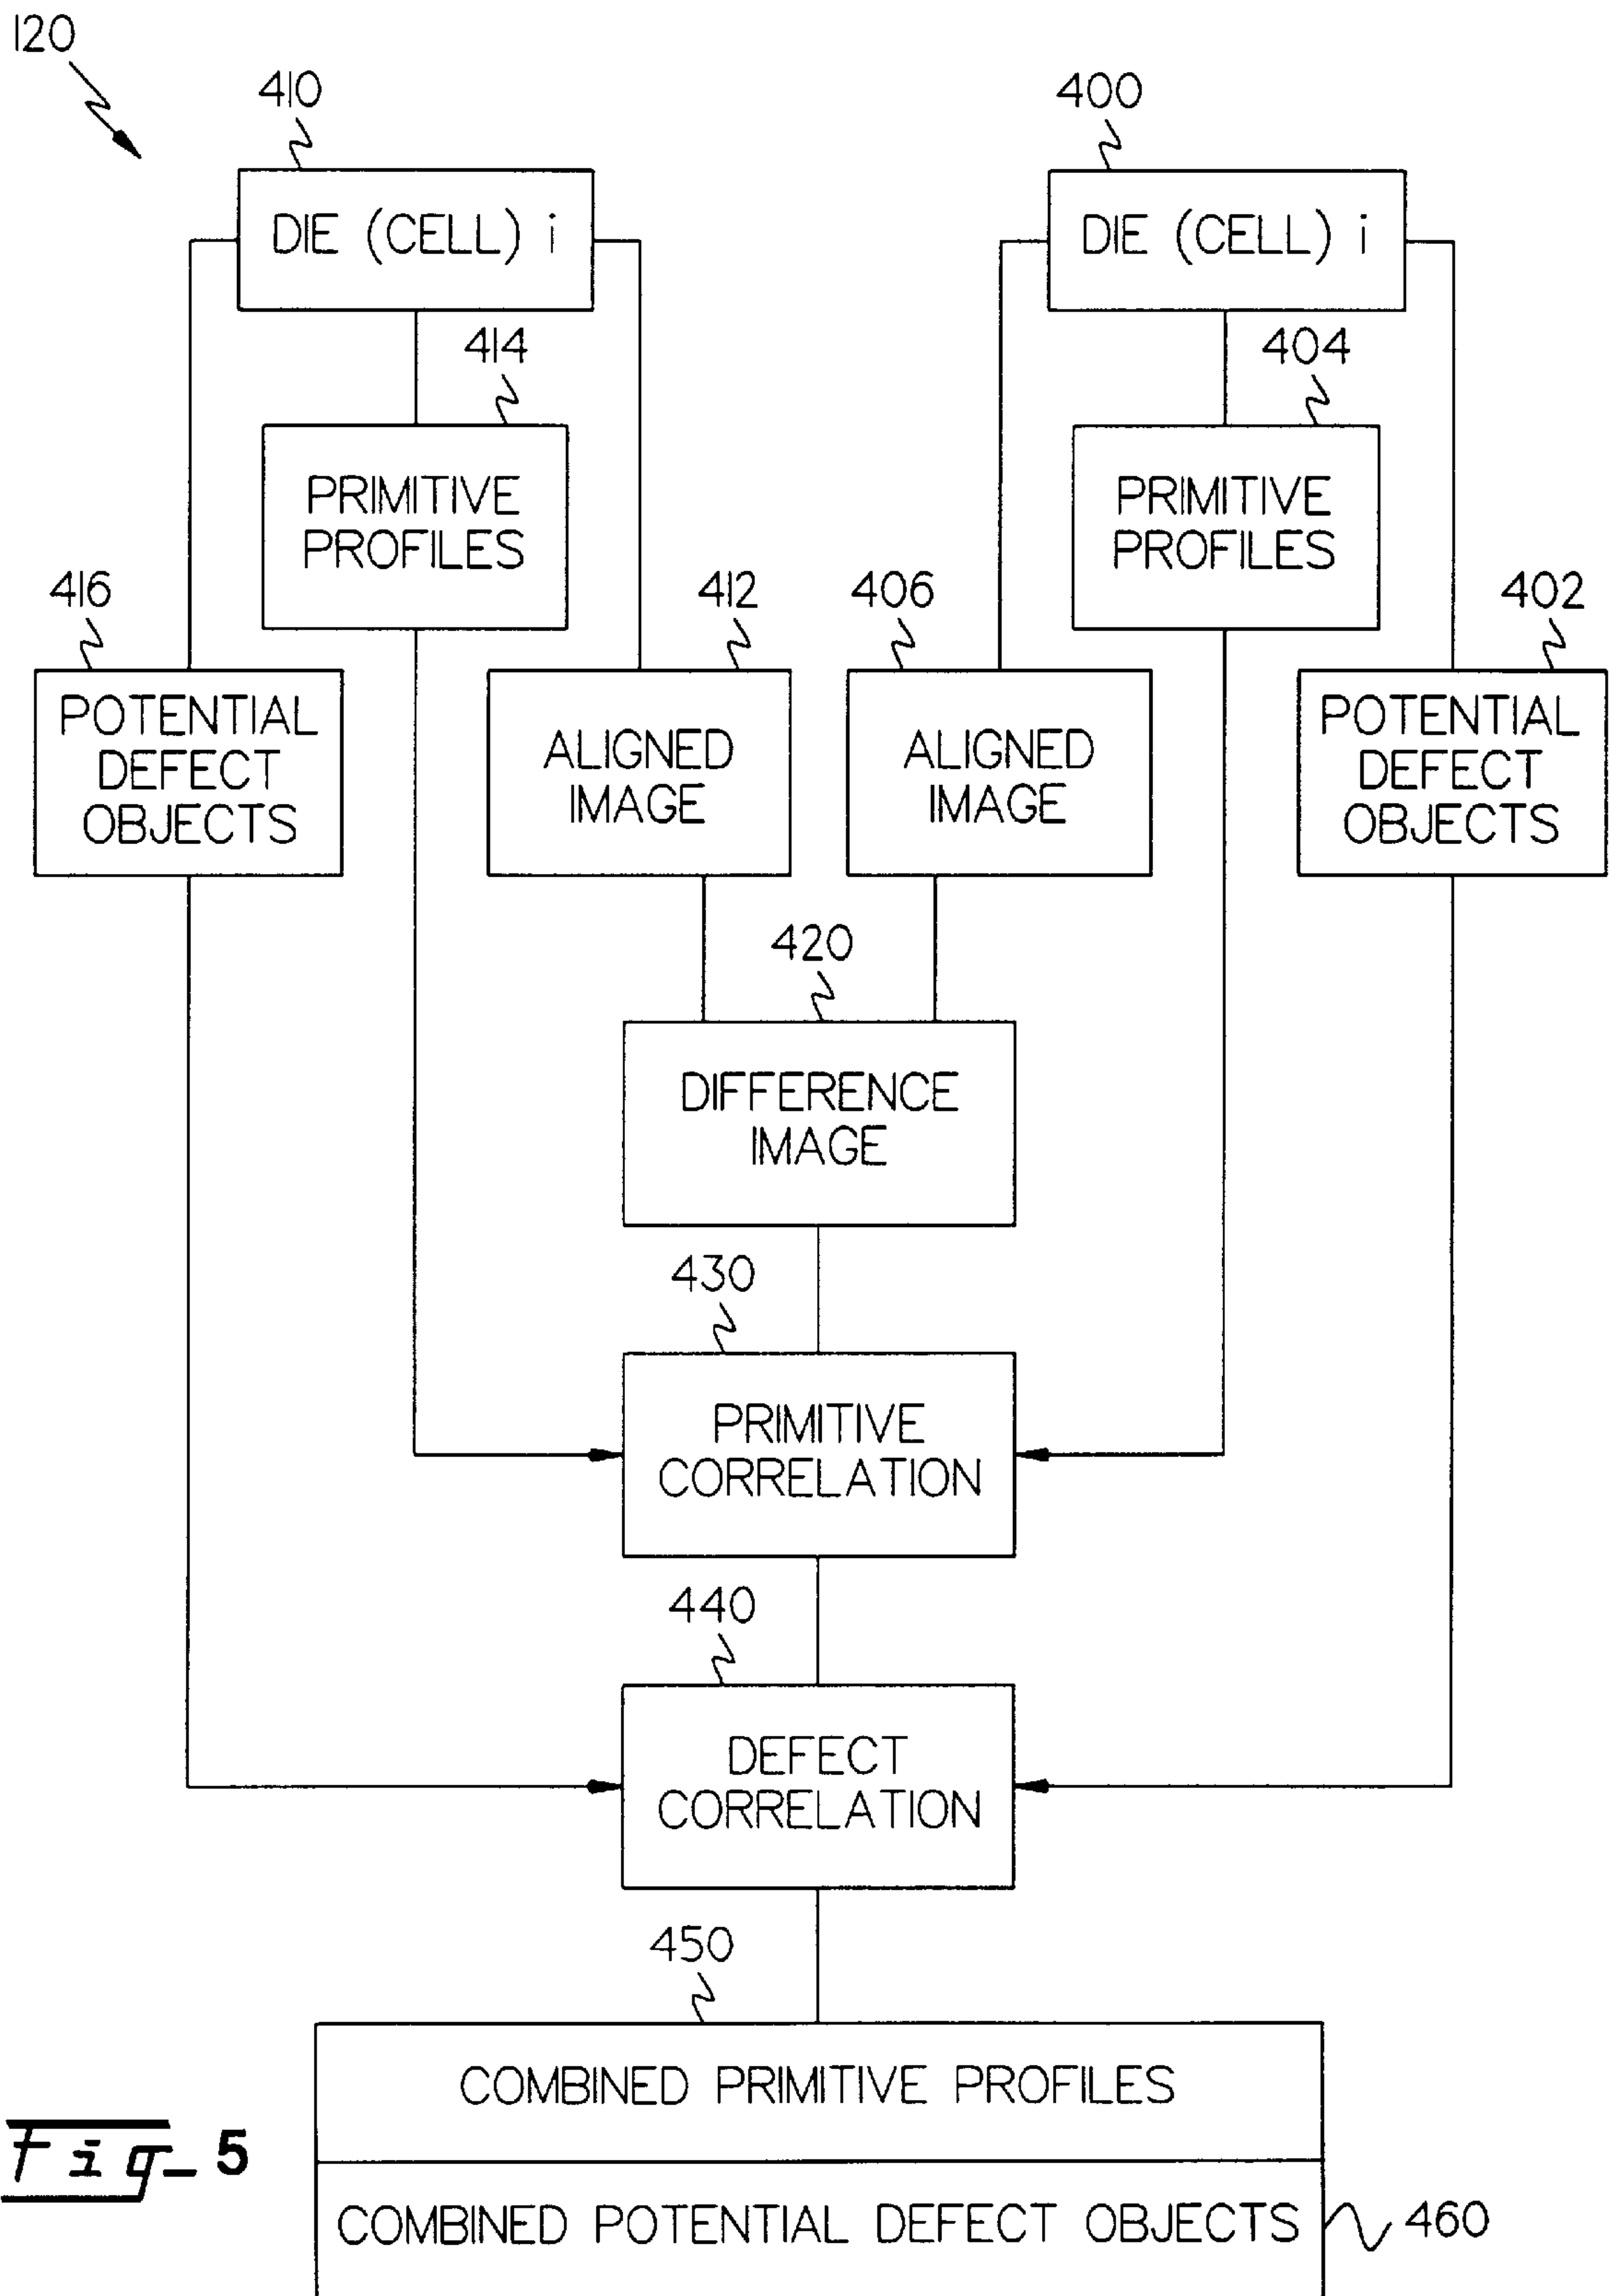 120
410
400
DIE (CELL) i
DIE (CELL) i
414
404
PRIMITIVE
PROFILES
PRIMITIVE
PROFILES
416
412
406
402
POTENTIAL
DEFECT
OBJECTS
ALIGNED
IMAGE
ALIGNED
IMAGE
POTENTIAL
DEFECT
OBJECTS
420
DIFFERENCE
IMAGE
430
PRIMITIVE
CORRELATION
440
DEFECT
CORRELATION
450
COMBINED PRIMITIVE PROFILES
COMBINED POTENTIAL DEFECT OBJECTS
460
Fig_5